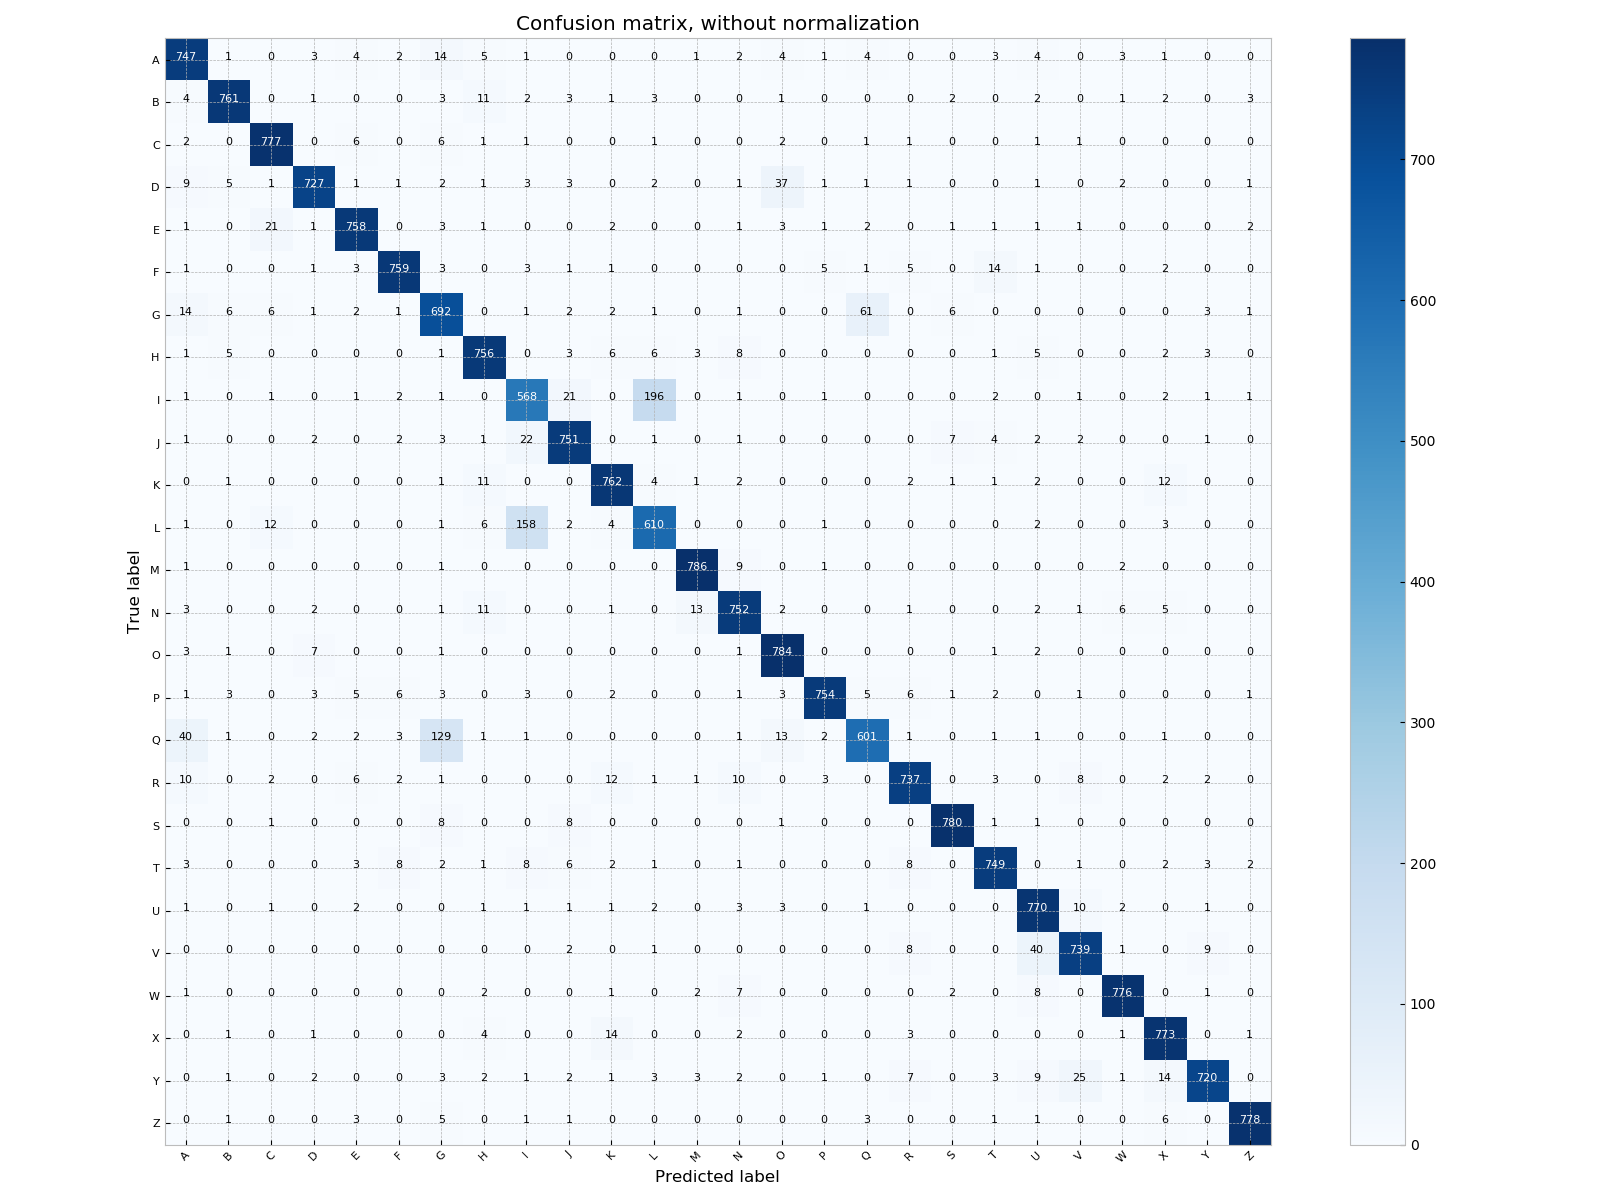 Confusion matrix, without normalization
A 747 1 0 3 4 2 14 5 1 0 0 0 1 2 4 1 4 0 0 3 4 0 3 1 0 0
B 4 761 0 1 0 0 3 11 2 3 1 3 0 0 1 0 0 0 2 0 2 0 1 2 0 3
C 2 0 777 0 6 0 6 1 1 0 0 1 0 0 2 0 1 1 0 0 1 1 0 0 0 0
D 9 5 1 727 1 1 2 1 3 3 0 2 0 1 37 1 1 1 0 0 1 0 2 0 0 1
E 1 0 21 1 758 0 3 1 0 0 2 0 0 1 3 1 2 0 1 1 1 1 0 0 0 2
F 1 0 0 1 3 759 3 0 3 1 1 0 0 0 0 5 1 5 0 14 1 0 0 2 0 0
G 14 6 6 1 2 1 692 0 1 2 2 1 0 1 0 0 61 0 6 0 0 0 0 0 3 1
H 1 5 0 0 0 0 1 756 0 3 6 6 3 8 0 0 0 0 0 1 5 0 0 2 3 0
I 1 0 1 0 1 2 1 0 568 21 0 196 0 1 0 1 0 0 0 2 0 1 0 2 1 1
J 1 0 0 2 0 2 3 1 22 751 0 1 0 1 0 0 0 0 7 4 2 2 0 0 1 0
K 0 1 0 0 0 0 1 11 0 0 762 4 1 2 0 0 0 2 1 1 2 0 0 12 0 0
L 1 0 12 0 0 0 1 6 158 2 4 610 0 0 0 1 0 0 0 0 2 0 0 3 0 0
M 1 0 0 0 0 0 1 0 0 0 0 0 786 9 0 1 0 0 0 0 0 0 2 0 0 0
N 3 0 0 2 0 0 1 11 0 0 1 0 13 752 2 0 0 1 0 0 2 1 6 5 0 0
O 3 1 0 7 0 0 1 0 0 0 0 0 0 1 784 0 0 0 0 1 2 0 0 0 0 0
P 1 3 0 3 5 6 3 0 3 0 2 0 0 1 3 754 5 6 1 2 0 1 0 0 0 1
Q 40 1 0 2 2 3 129 1 1 0 0 0 0 1 13 2 601 1 0 1 1 0 0 1 0 0
R 10 0 2 0 6 2 1 0 0 0 12 1 1 10 0 3 0 737 0 3 0 8 0 2 2 0
S 0 0 1 0 0 0 8 0 0 8 0 0 0 0 1 0 0 0 780 1 1 0 0 0 0 0
T 3 0 0 0 3 8 2 1 8 6 2 1 0 1 0 0 0 8 0 749 0 1 0 2 3 2
U 1 0 1 0 2 0 0 1 1 1 1 2 0 3 3 0 1 0 0 0 770 10 2 0 1 0
V 0 0 0 0 0 0 0 0 0 2 0 1 0 0 0 0 0 8 0 0 40 739 1 0 9 0
W 1 0 0 0 0 0 0 2 0 0 1 0 2 7 0 0 0 0 2 0 8 0 776 0 1 0
X 0 1 0 1 0 0 0 4 0 0 14 0 0 2 0 0 0 3 0 0 0 0 1 773 0 1
Y 0 1 0 2 0 0 3 2 1 2 1 3 3 2 0 1 0 7 0 3 9 25 1 14 720 0
Z 0 1 0 0 3 0 5 0 1 1 0 0 0 0 0 0 3 0 0 1 1 0 0 6 0 778
A B C D E F G H I J K L M N O P Q R S T U V W X Y Z
True label
Predicted label
700
600
500
400
300
200
100
0